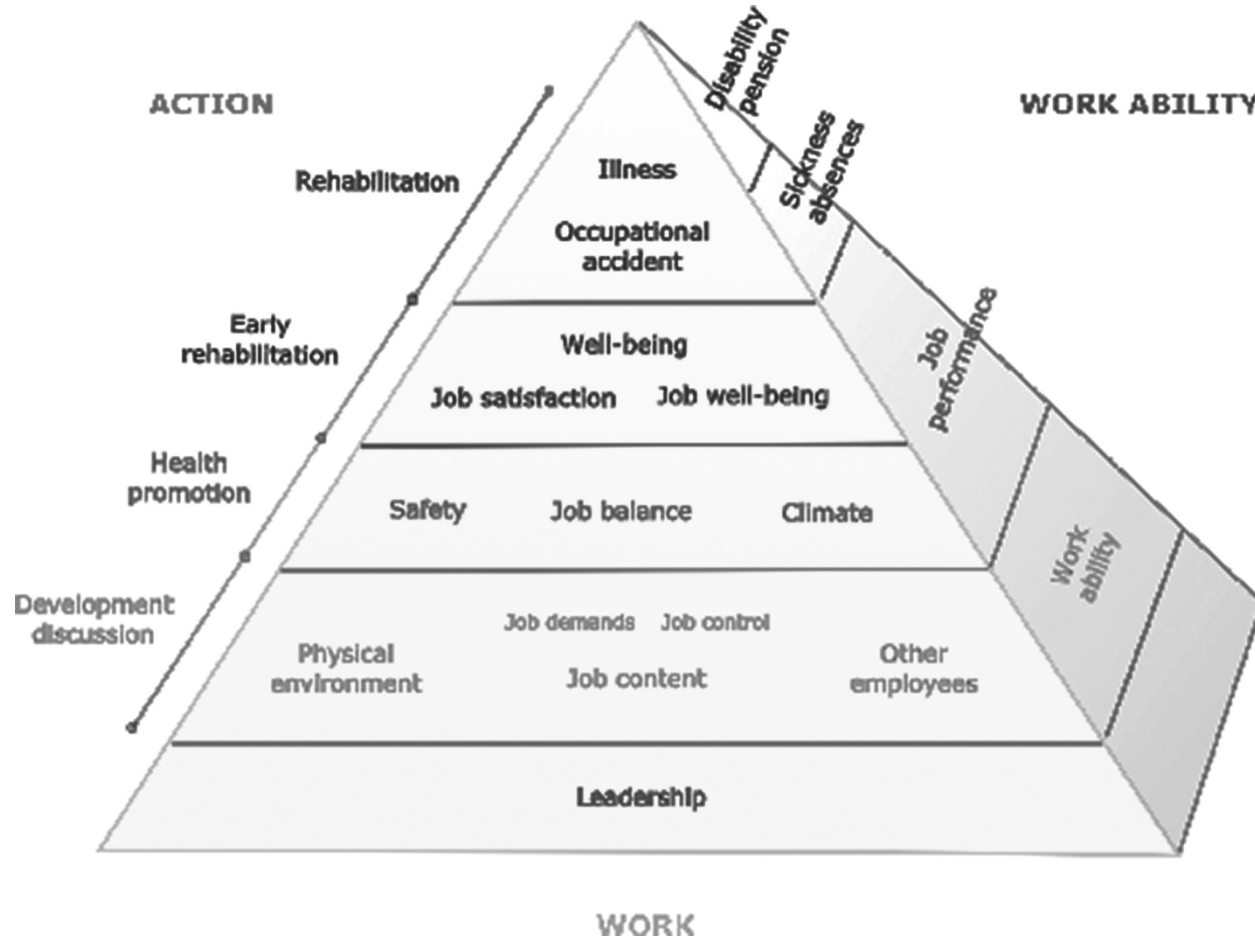 ACTION
WORK ABILITY
Disability
pension
Sickness
absences
Rehabilitation
Illness
Occupational
accident
Early
rehabilitation
Well-being
Job satisfaction Job well-being
Job
performance
Health
promotion
Safety Job balance Climate
Work
ability
Development
discussion
Job demands Job control
Physical
environment
Job content
Other
employees
Leadership
WORK